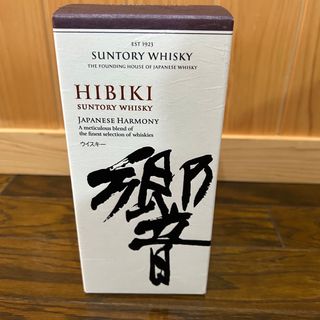 EST 1923
SUNTORY WHISKY
THE FOUNDING HOUSE OF JAPANESE WHISKY
HIBIKI
SUNTORY WHISKY
JAPANESE HARMONY
A meticulous blend of
the finest selection of whiskies
ウイスキー
響